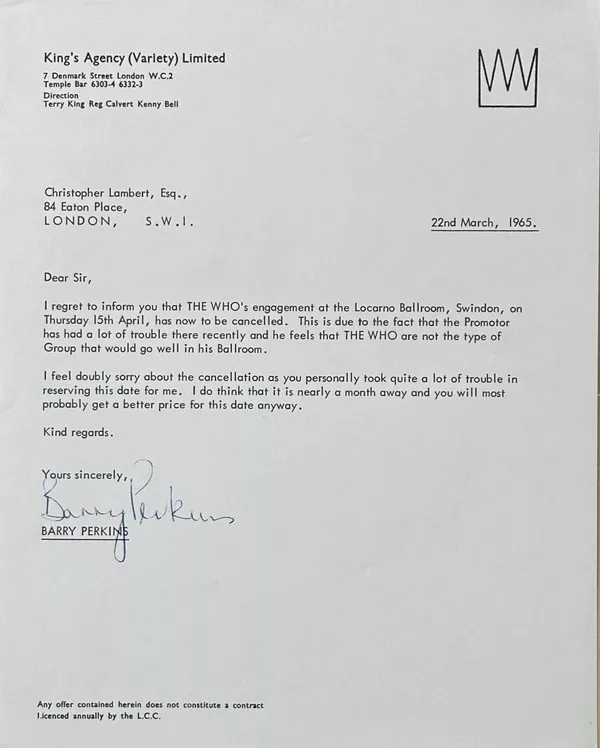 King's Agency (Variety) Limited
7 Denmark Street London W.C.2
Temple Bar 6303-4 6332-3
Direction
Terry King Reg Calvert Kenny Bell
Christopher Lambert, Esq.,
84 Eaton Place,
LONDON, S.W.1.
22nd March, 1965.
Dear Sir,
I regret to inform you that THE WHO's engagement at the Locarno Ballroom, Swindon, on
Thursday 15th April, has now to be cancelled. This is due to the fact that the Promotor
has had a lot of trouble there recently and he feels that THE WHO are not the type of
Group that would go well in his Ballroom.
I feel doubly sorry about the cancellation as you personally took quite a lot of trouble in
reserving this date for me. I do think that it is nearly a month away and you will most
probably get a better price for this date anyway.
Kind regards.
Yours sincerely,
Barry Perkins
BARRY PERKINS
Any offer contained herein does not constitute a contract
Licenced annually by the L.C.C.